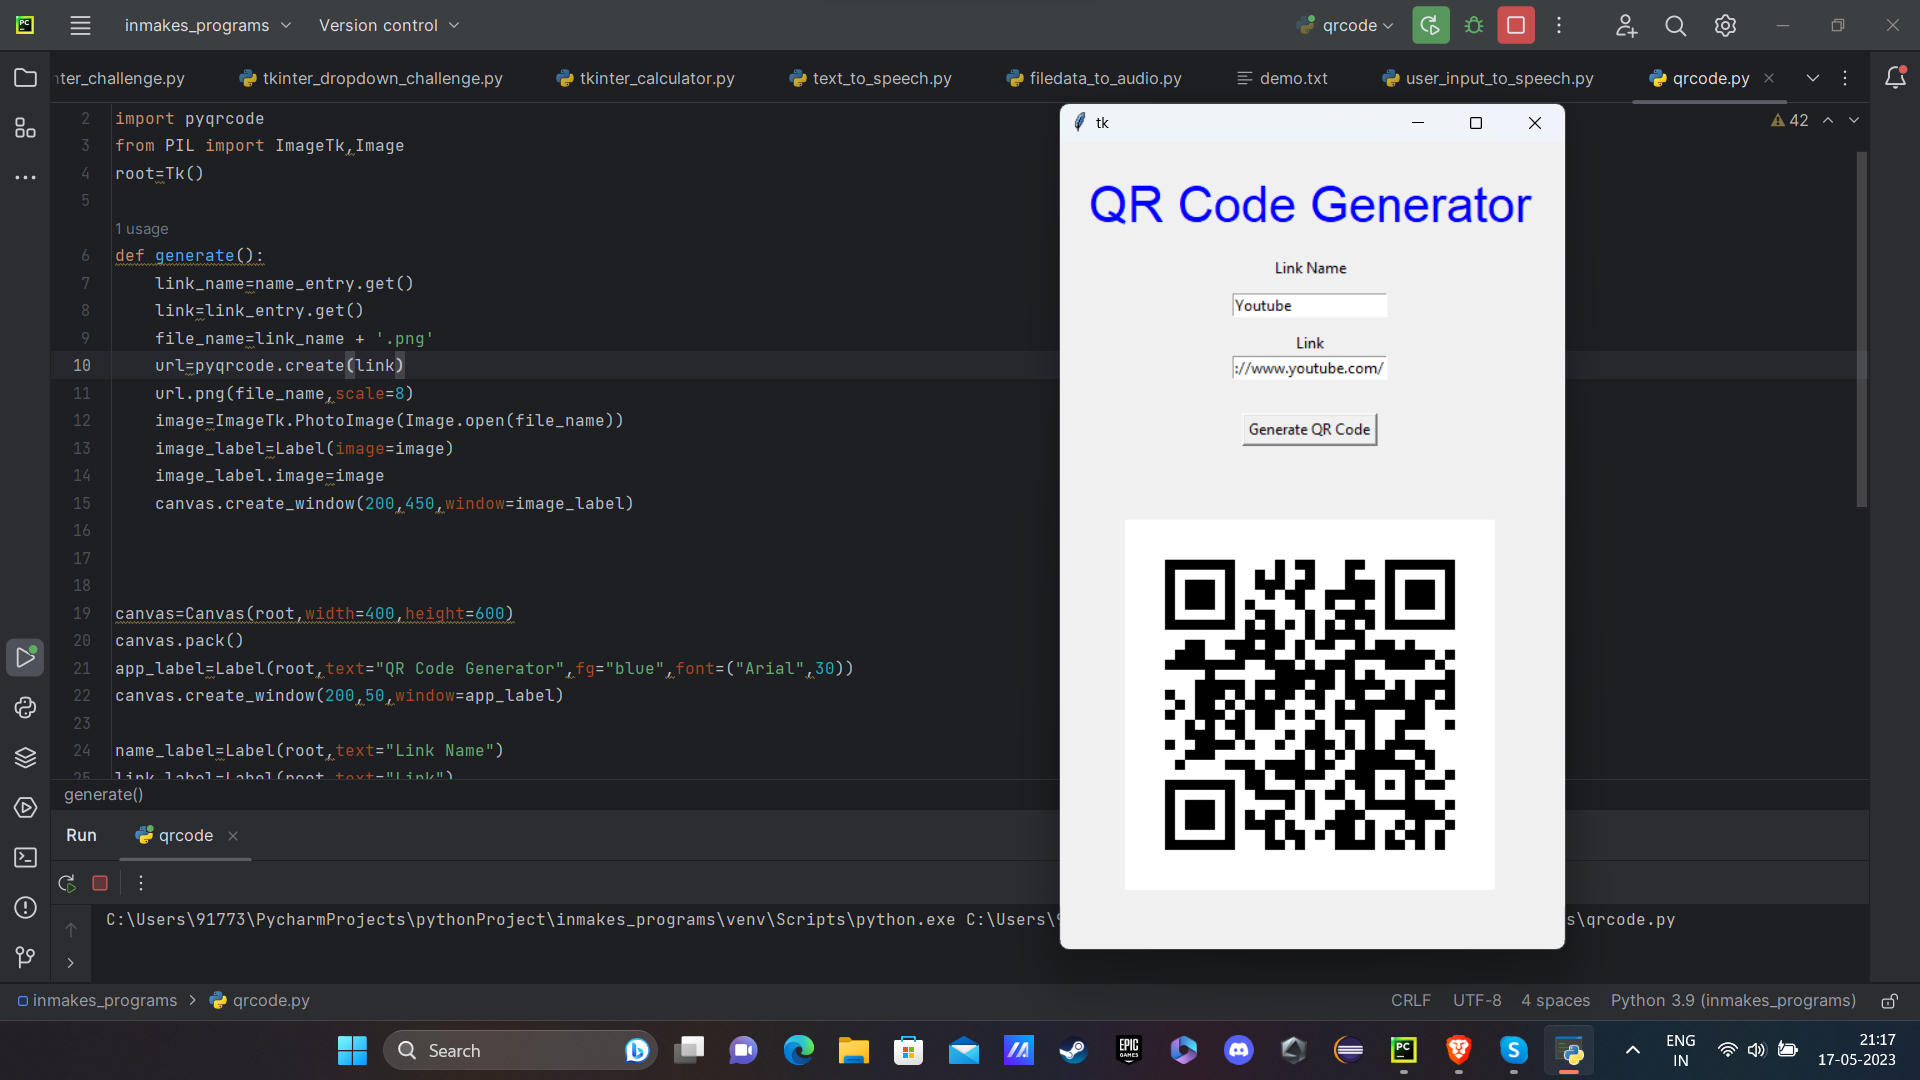 inmakes_programs
Version control
qrcode
ter_challenge.py
tkinter_dropdown_challenge.py
tkinter_calculator.py
text_to_speech.py
filedata_to_audio.py
demo.txt
user_input_to_speech.py
qrcode.py
42
2 import pyqrcode
3 from PIL import ImageTk,Image
4 root=Tk()
5
1 usage
6 def generate():
7 link_name=name_entry.get()
8 link=link_entry.get()
9 file_name=link_name + '.png'
10 url=pyqrcode.create(link)
11 url.png(file_name,scale=8)
12 image=ImageTk.PhotoImage(Image.open(file_name))
13 image_label=Label(image=image)
14 image_label.image=image
15 canvas.create_window(200,450,window=image_label)
16
17
18
19 canvas=Canvas(root,width=400,height=600)
20 canvas.pack()
21 app_label=Label(root,text="QR Code Generator",fg="blue",font=("Arial",30))
22 canvas.create_window(200,50,window=app_label)
23
24 name_label=Label(root,text="Link Name")
25 link_label=Label(root,text="Link")
generate()
tk
QR Code Generator
Link Name
Youtube
Link
://www.youtube.com/
Generate QR Code
Run
qrcode
C:\Users\91773\PycharmProjects\pythonProject\inmakes_programs\venv\Scripts\python.exe C:\Users\
s\qrcode.py
inmakes_programs > qrcode.py
CRLF
UTF-8
4 spaces
Python 3.9 (inmakes_programs)
Search
EPIC GAMES
PC
S
ENG
IN
21:17
17-05-2023